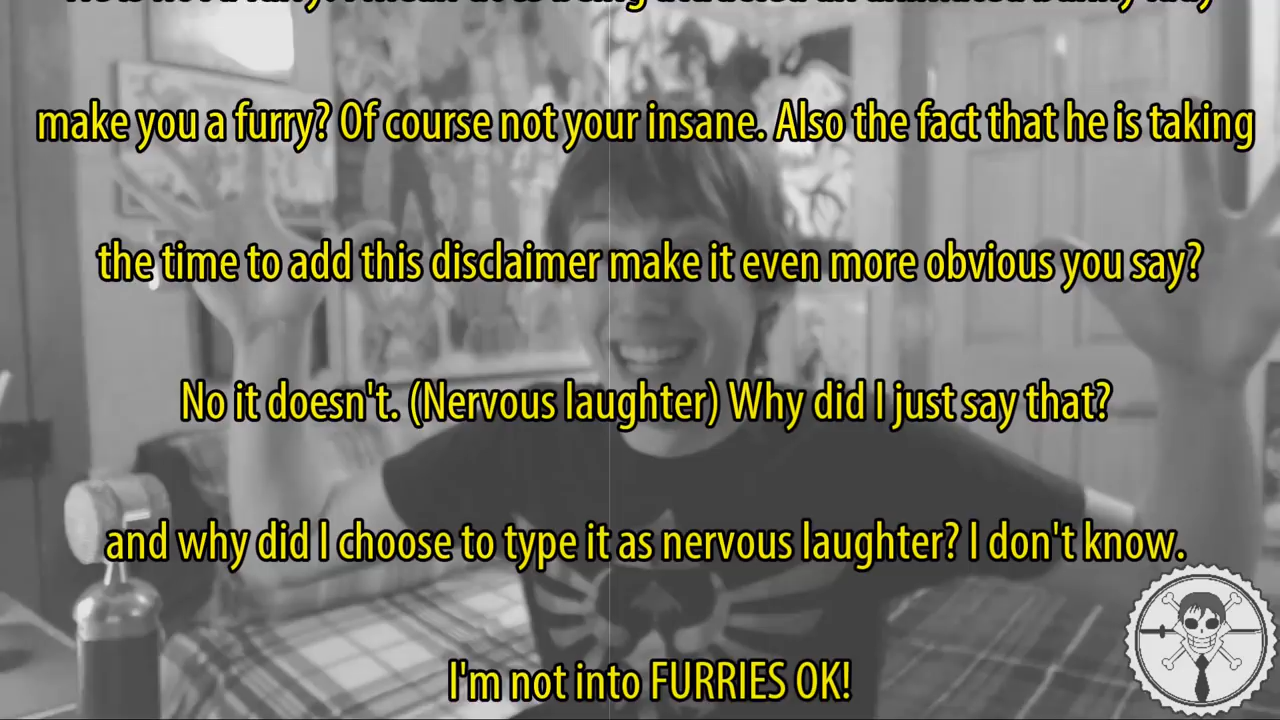 make you a furry? Of course not your insane. Also the fact that he is taking
the time to add this disclaimer make it even more obvious you say?
No it doesn't. (Nervous laughter) Why did I just say that?
and why did I choose to type it as nervous laughter? I don't know.
I'm not into FURRIES OK!